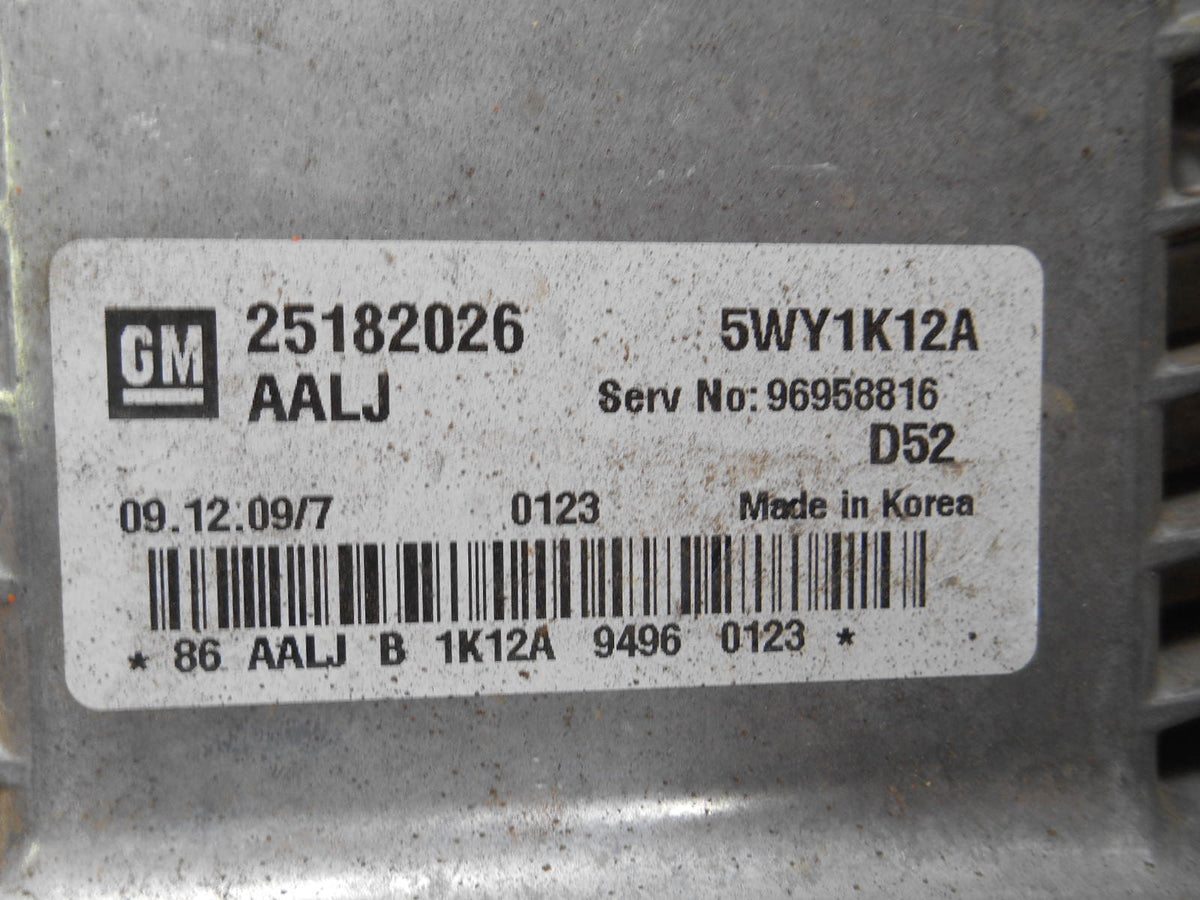 GM 25182026 5WY1K12A
AALJ Serv No: 96958816
D52
09.12.09/7 0123 Made in Korea
* 86 AALJ B 1K12A 9496 0123 *